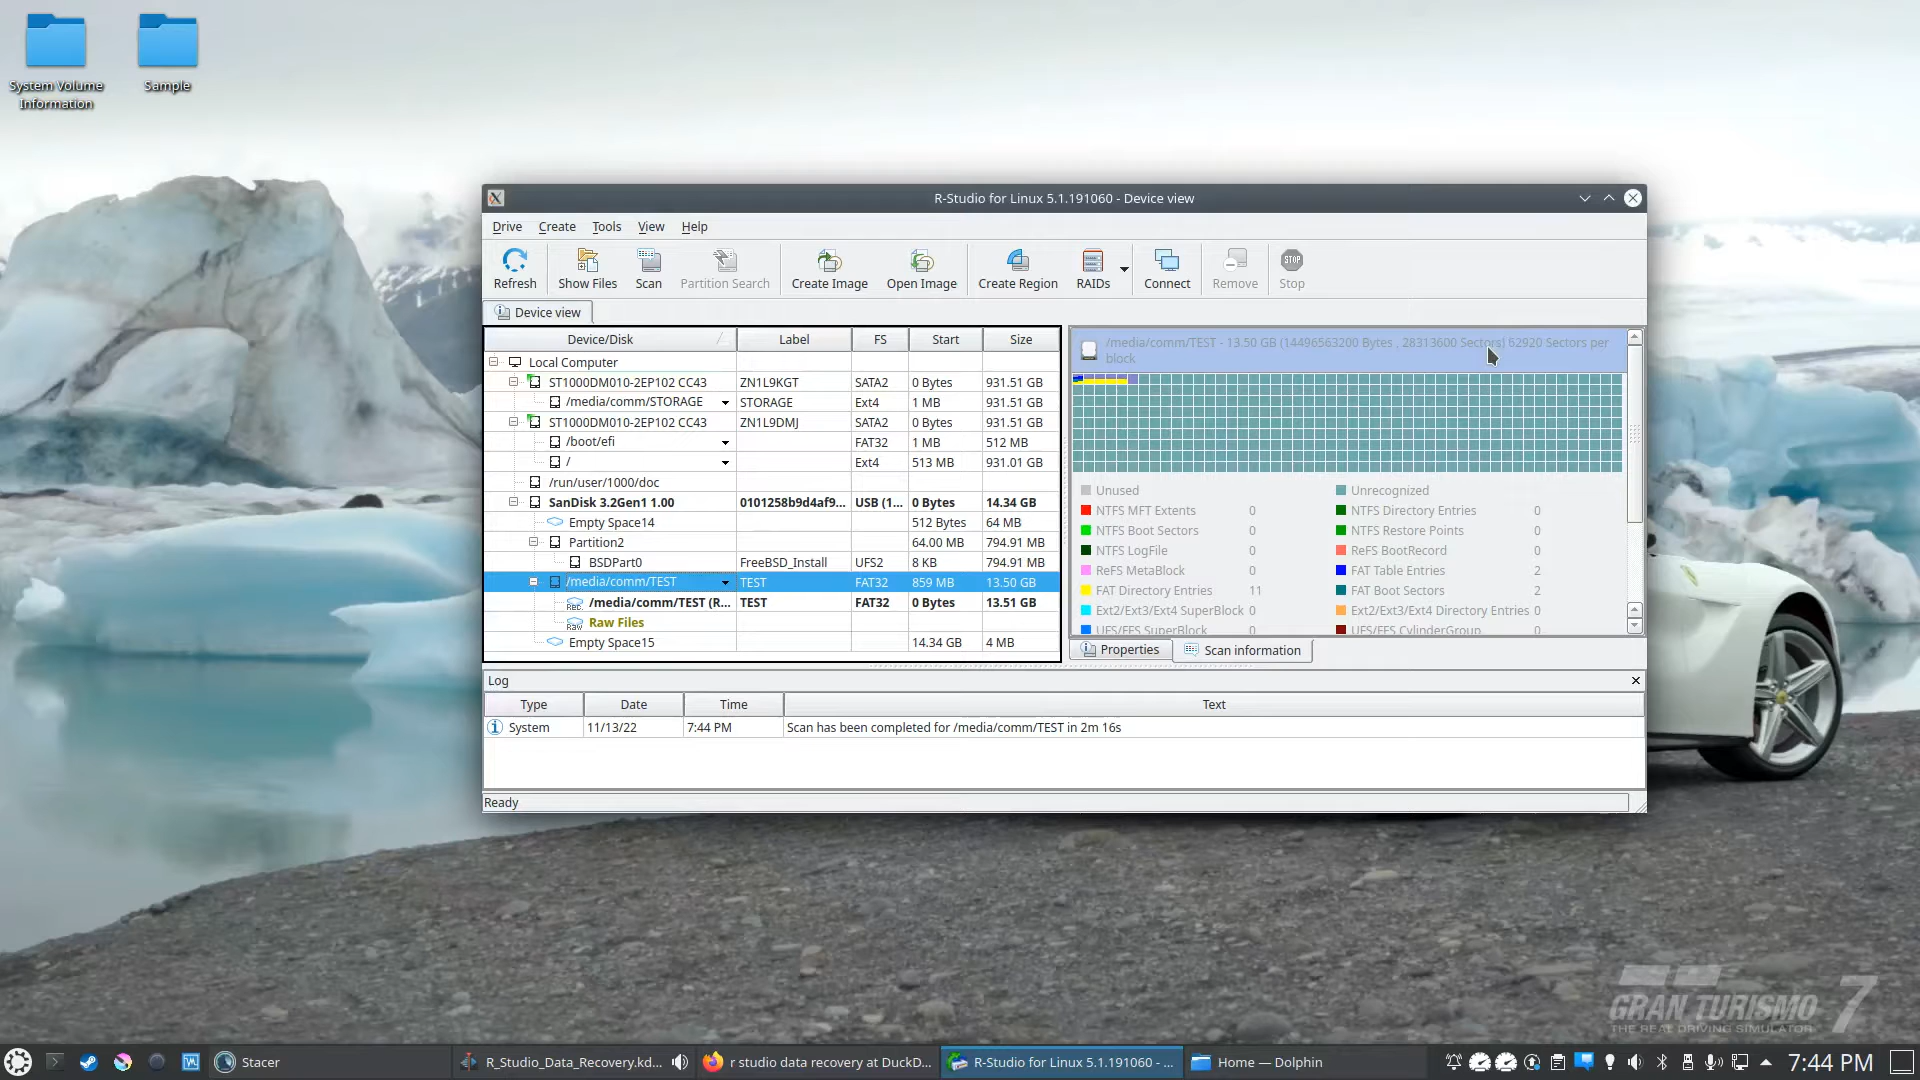 System Volume
Information
Sample
R-Studio for Linux 5.1.191060 - Device view
Drive Create Tools View Help
Refresh Show Files Scan Partition Search Create Image Open Image Create Region RAIDs Connect Remove STOP Stop
Device view
Device/Disk Label FS Start Size
Local Computer
ST1000DM010-2EP102 CC43 ZN1L9KGT SATA2 0 Bytes 931.51 GB
/media/comm/STORAGE STORAGE Ext4 1 MB 931.51 GB
ST1000DM010-2EP102 CC43 ZN1L9DMJ SATA2 0 Bytes 931.51 GB
/boot/efi FAT32 1 MB 512 MB
/ Ext4 513 MB 931.01 GB
/run/user/1000/doc
SanDisk 3.2Gen1 1.00 0101258b9d4af9... USB (1... 0 Bytes 14.34 GB
Empty Space14 512 Bytes 64 MB
Partition2 64.00 MB 794.91 MB
BSDPart0 FreeBSD_Install UFS2 8 KB 794.91 MB
/media/comm/TEST TEST FAT32 859 MB 13.50 GB
Rec /media/comm/TEST (R... TEST FAT32 0 Bytes 13.51 GB
Raw Raw Files
Empty Space15 14.34 GB 4 MB
/media/comm/TEST - 13.50 GB (14496563200 Bytes , 28313600 Sectors) 62920 Sectors per
block
Unused Unrecognized
NTFS MFT Extents 0 NTFS Directory Entries 0
NTFS Boot Sectors 0 NTFS Restore Points 0
NTFS LogFile 0 ReFS BootRecord 0
ReFS MetaBlock 0 FAT Table Entries 2
FAT Directory Entries 11 FAT Boot Sectors 2
Ext2/Ext3/Ext4 SuperBlock 0 Ext2/Ext3/Ext4 Directory Entries 0
UFS/FFS SuperBlock 0 UFS/FFS CylinderGroup 0
Properties Scan information
Log
Type Date Time Text
System 11/13/22 7:44 PM Scan has been completed for /media/comm/TEST in 2m 16s
Ready
GRAN TURISMO 7
THE REAL DRIVING SIMULATOR
Stacer R_Studio_Data_Recovery.kd... r studio data recovery at DuckD... R-Studio for Linux 5.1.191060 - ... Home — Dolphin 7:44 PM